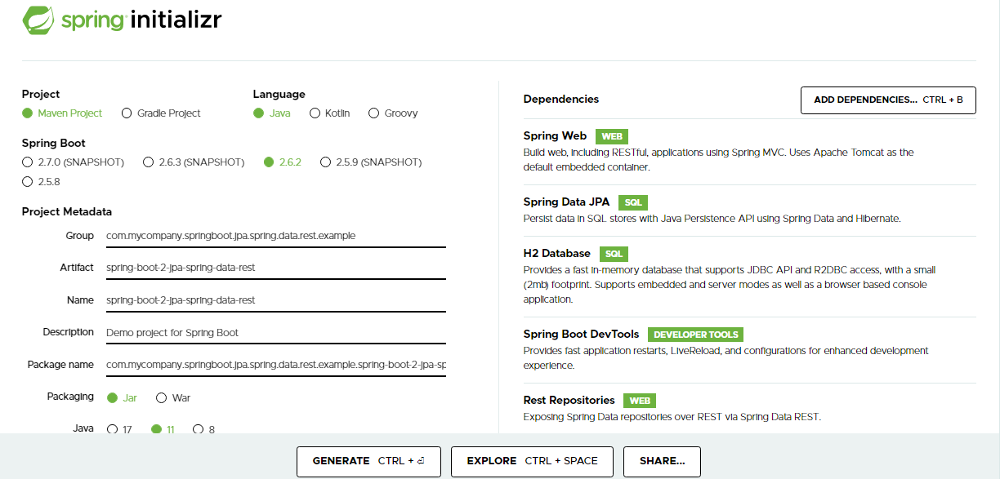 spring initializr
Project
Maven Project Gradle Project
Language
Java Kotlin Groovy
Spring Boot
2.7.0 (SNAPSHOT) 2.6.3 (SNAPSHOT) 2.6.2 2.5.9 (SNAPSHOT)
2.5.8
Project Metadata
Group com.mycompany.springboot.jpa.spring.data.rest.example
Artifact spring-boot-2-jpa-spring-data-rest
Name spring-boot-2-jpa-spring-data-rest
Description Demo project for Spring Boot
Package name com.mycompany.springboot.jpa.spring.data.rest.example.spring-boot-2-jpa-sp
Packaging Jar War
Java 17 11 8
Dependencies
ADD DEPENDENCIES... CTRL + B
Spring Web WEB
Build web, including RESTful, applications using Spring MVC. Uses Apache Tomcat as the
default embedded container.
Spring Data JPA SQL
Persist data in SQL stores with Java Persistence API using Spring Data and Hibernate.
H2 Database SQL
Provides a fast in-memory database that supports JDBC API and R2DBC access, with a small
(2mb) footprint. Supports embedded and server modes as well as a browser based console
application.
Spring Boot DevTools DEVELOPER TOOLS
Provides fast application restarts, LiveReload, and configurations for enhanced development
experience.
Rest Repositories WEB
Exposing Spring Data repositories over REST via Spring Data REST.
GENERATE CTRL + ⏎
EXPLORE CTRL + SPACE
SHARE...